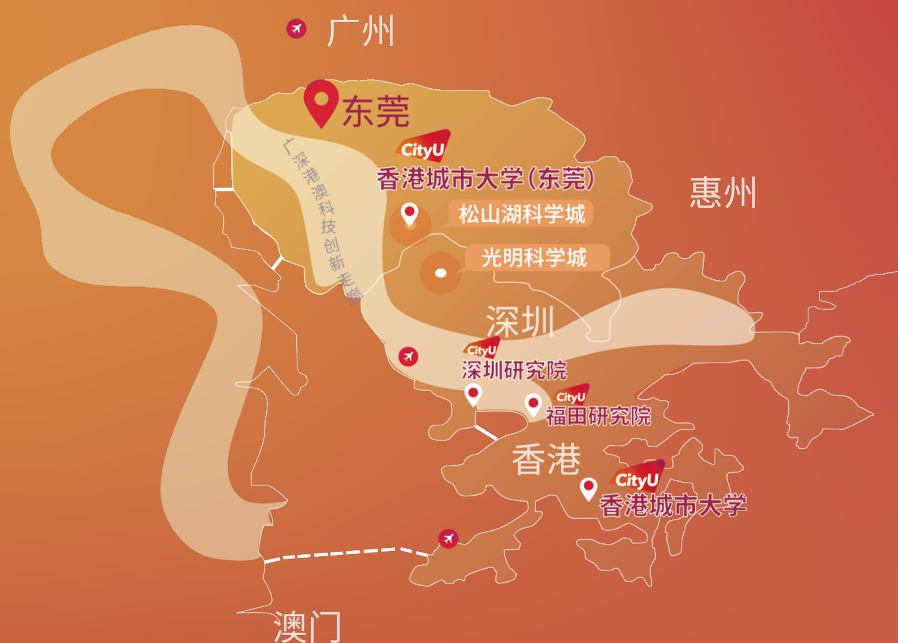 广州
东莞
CityU
香港城市大学(东莞)
广深港澳科技创新走廊
惠州
松山湖科学城
光明科学城
深圳
CityU
深圳研究院
CityU
福田研究院
香港
CityU
香港城市大学
澳门